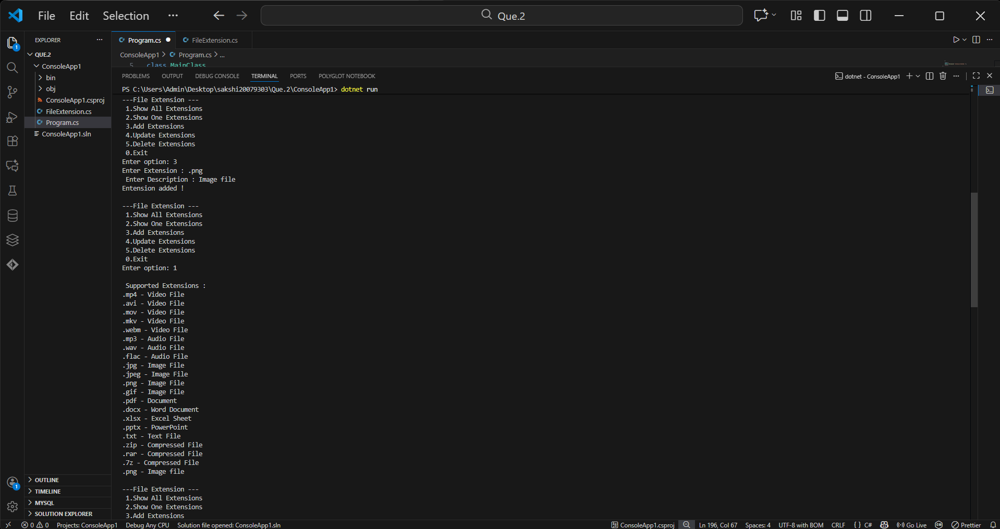 File Edit Selection ··· Que.2
EXPLORER ···
QUE.2
ConsoleApp1
bin
obj
ConsoleApp1.csproj
FileExtension.cs
Program.cs
ConsoleApp1.sln
OUTLINE
TIMELINE
MYSQL
SOLUTION EXPLORER
1
1
Program.cs FileExtension.cs
ConsoleApp1 > Program.cs > ...
5 class MainClass
PROBLEMS OUTPUT DEBUG CONSOLE TERMINAL PORTS POLYGLOT NOTEBOOK dotnet - ConsoleApp1
PS C:\Users\Admin\Desktop\sakshi20079303\Que.2\ConsoleApp1> dotnet run
---File Extension ---
1.Show All Extensions
2.Show One Extensions
3.Add Extensions
4.Update Extensions
5.Delete Extensions
0.Exit
Enter option: 3
Enter Extension : .png
Enter Description : Image file
Entension added !
---File Extension ---
1.Show All Extensions
2.Show One Extensions
3.Add Extensions
4.Update Extensions
5.Delete Extensions
0.Exit
Enter option: 1
Supported Extensions :
.mp4 - Video File
.avi - Video File
.mov - Video File
.mkv - Video File
.webm - Video File
.mp3 - Audio File
.wav - Audio File
.flac - Audio File
.jpg - Image File
.jpeg - Image File
.png - Image File
.gif - Image File
.pdf - Document
.docx - Word Document
.xlsx - Excel Sheet
.pptx - PowerPoint
.txt - Text File
.zip - Compressed File
.rar - Compressed File
.7z - Compressed File
.png - Image file
---File Extension ---
1.Show All Extensions
2.Show One Extensions
3.Add Extensions
0 0 Projects: ConsoleApp1 Debug Any CPU Solution file opened: ConsoleApp1.sln ConsoleApp1.csproj Ln 196, Col 67 Spaces: 4 UTF-8 with BOM CRLF { } C# Go Live Prettier